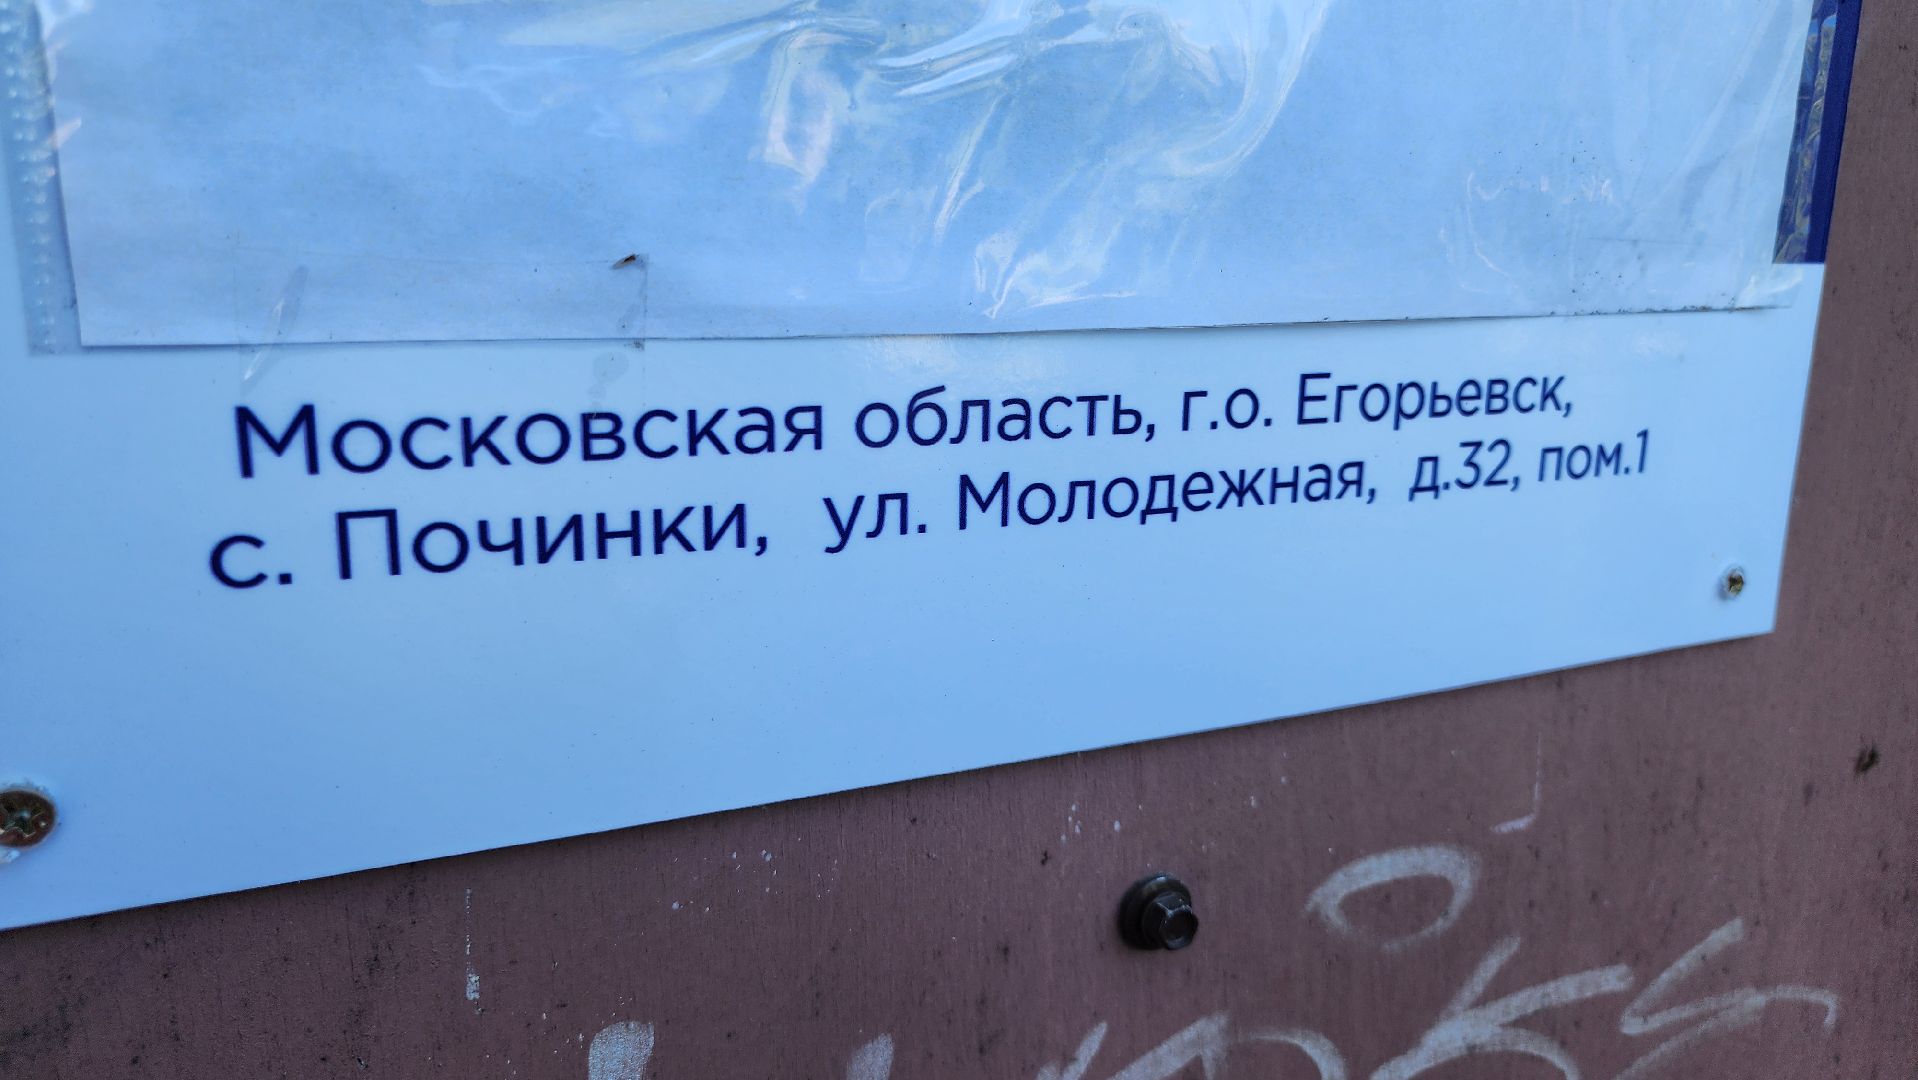 Московская область, г.о. Егорьевск,
с. Починки, ул. Молодежная, д.32, пом.1